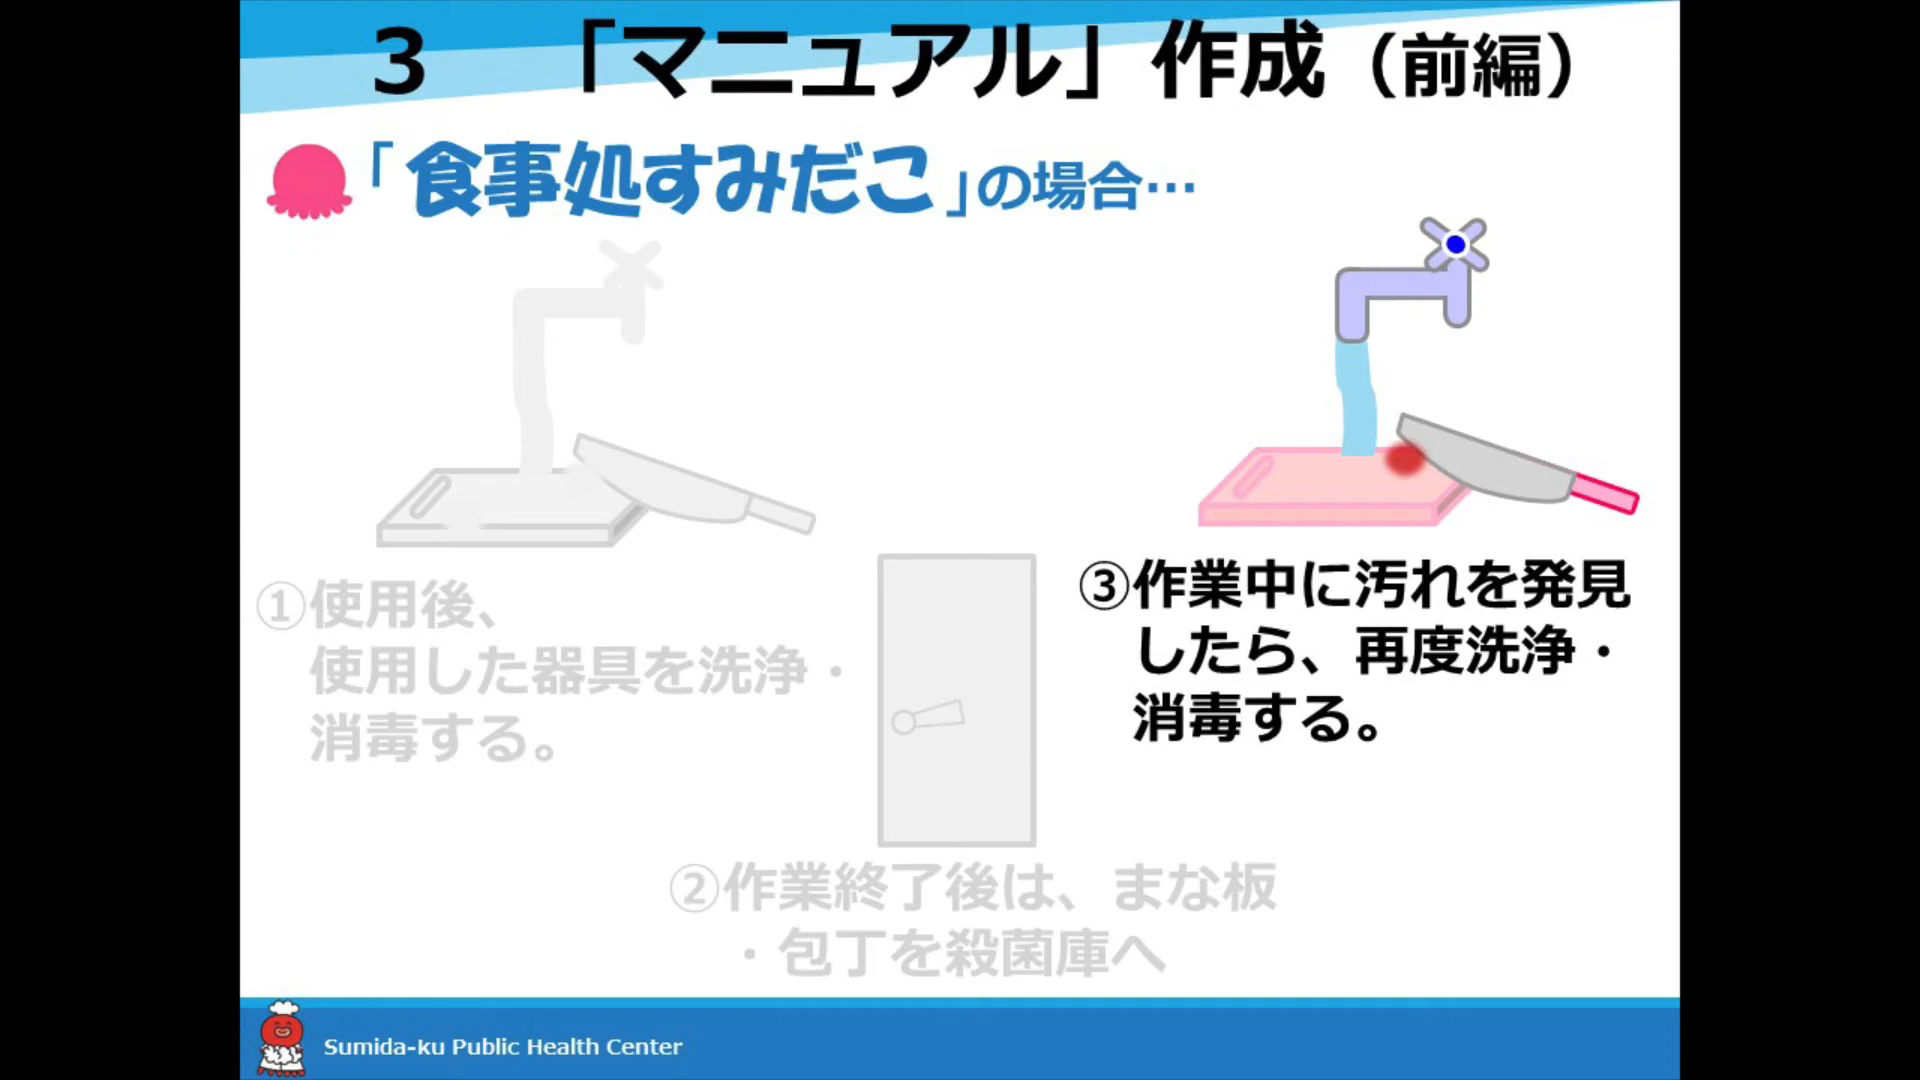 3 「マニュアル」作成（前編）
「食事処すみだこ」の場合…
①使用後、
使用した器具を洗浄・
消毒する。
②作業終了後は、まな板
・包丁を殺菌庫へ
③作業中に汚れを発見
したら、再度洗浄・
消毒する。
Sumida-ku Public Health Center